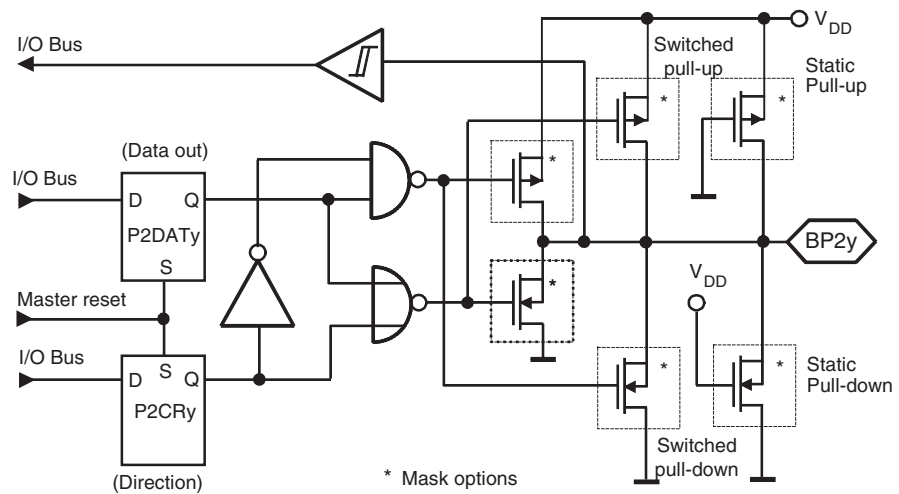 I/O Bus
V DD
Switched
pull-up
*
Static
Pull-up
*
(Data out)
I/O Bus
D
Q
P2DATy
S
*
BP2y
Master reset
*
V DD
I/O Bus
D
S
Q
P2CRy
*
*
Static
Pull-down
(Direction)
* Mask options
Switched
pull-down